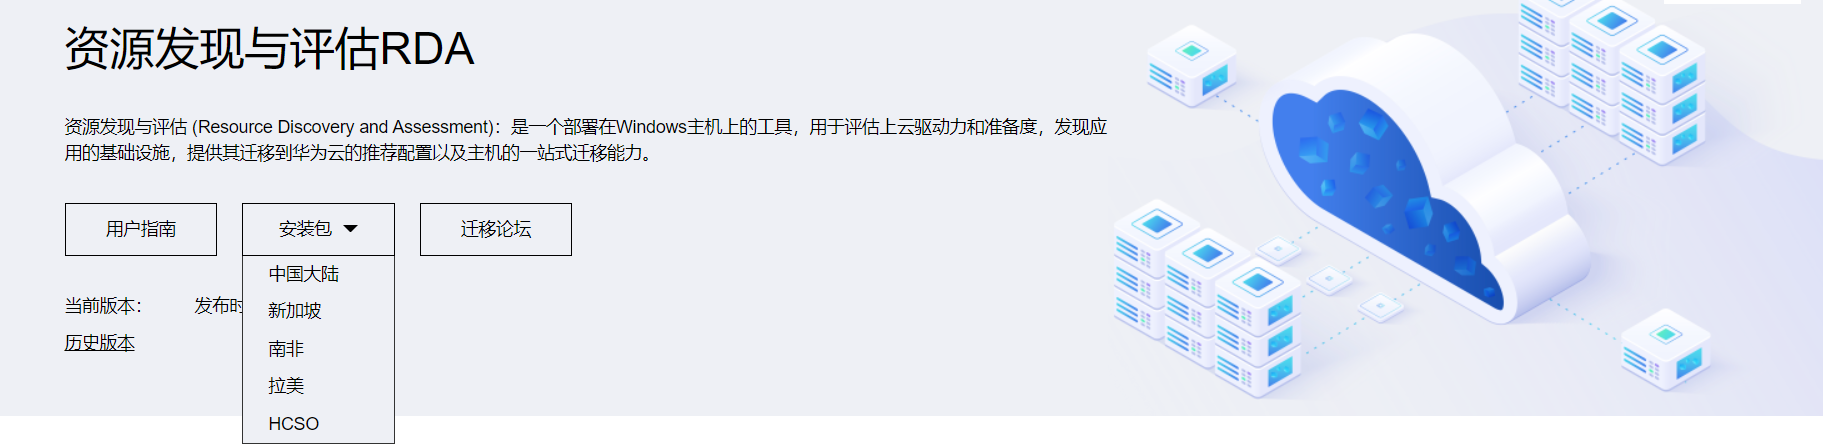 资源发现与评估RDA
资源发现与评估 (Resource Discovery and Assessment)：是一个部署在Windows主机上的工具，用于评估上云驱动力和准备度，发现应
用的基础设施，提供其迁移到华为云的推荐配置以及主机的一站式迁移能力。
用户指南
安装包
迁移论坛
中国大陆
新加坡
南非
拉美
HCSO
当前版本：
发布时
历史版本